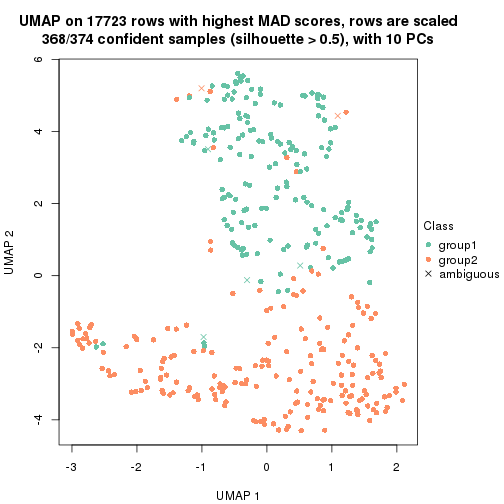 UMAP on 17723 rows with highest MAD scores, rows are scaled
368/374 confident samples (silhouette > 0.5), with 10 PCs
6
4
2
0
-2
-4
UMAP 2
-3
-2
-1
0
1
2
UMAP 1
Class
group1
group2
ambiguous